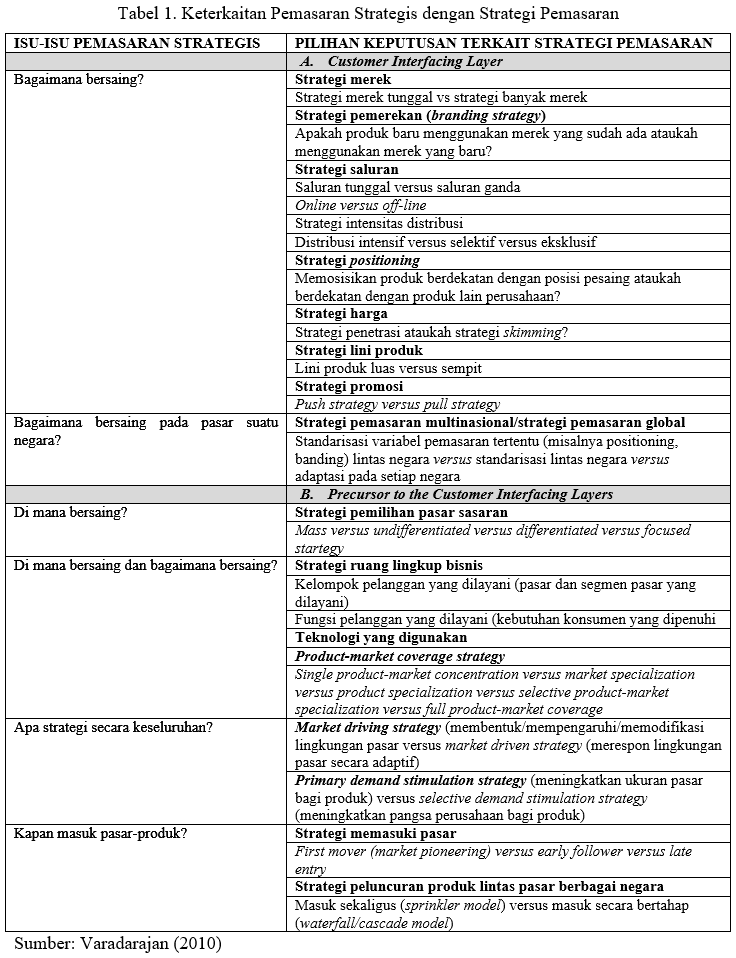 Tabel 1. Keterkaitan Pemasaran Strategis dengan Strategi Pemasaran
ISU-ISU PEMASARAN STRATEGIS
PILIHAN KEPUTUSAN TERKAIT STRATEGI PEMASARAN
A. Customer Interfacing Layer
Bagaimana bersaing?
Strategi merek
Strategi merek tunggal vs strategi banyak merek
Strategi pemerekan (branding strategy)
Apakah produk baru menggunakan merek yang sudah ada ataukah
menggunakan merek yang baru?
Strategi saluran
Saluran tunggal versus saluran ganda
Online versus off-line
Strategi intensitas distribusi
Distribusi intensif versus selektif versus eksklusif
Strategi positioning
Memosisikan produk berdekatan dengan posisi pesaing ataukah
berdekatan dengan produk lain perusahaan?
Strategi harga
Strategi penetrasi ataukah strategi skimming?
Strategi lini produk
Lini produk luas versus sempit
Strategi promosi
Push strategy versus pull strategy
Bagaimana bersaing pada pasar suatu
negara?
Strategi pemasaran multinasional/strategi pemasaran global
Standarisasi variabel pemasaran tertentu (misalnya positioning,
banding) lintas negara versus standarisasi lintas negara versus
adaptasi pada setiap negara
B. Precursor to the Customer Interfacing Layers
Di mana bersaing?
Strategi pemilihan pasar sasaran
Mass versus undifferentiated versus differentiated versus focused
startegy
Di mana bersaing dan bagaimana bersaing?
Strategi ruang lingkup bisnis
Kelompok pelanggan yang dilayani (pasar dan segmen pasar yang
dilayani)
Fungsi pelanggan yang dilayani (kebutuhan konsumen yang dipenuhi
Teknologi yang digunakan
Product-market coverage strategy
Single product-market concentration versus market specialization
versus product specialization versus selective product-market
specialization versus full product-market coverage
Apa strategi secara keseluruhan?
Market driving strategy (membentuk/mempengaruhi/memodifikasi
lingkungan pasar versus market driven strategy (merespon lingkungan
pasar secara adaptif)
Primary demand stimulation strategy (meningkatkan ukuran pasar
bagi produk) versus selective demand stimulation strategy
(meningkatkan pangsa perusahaan bagi produk)
Kapan masuk pasar-produk?
Strategi memasuki pasar
First mover (market pioneering) versus early follower versus late
entry
Strategi peluncuran produk lintas pasar berbagai negara
Masuk sekaligus (sprinkler model) versus masuk secara bertahap
(waterfall/cascade model)
Sumber: Varadarajan (2010)